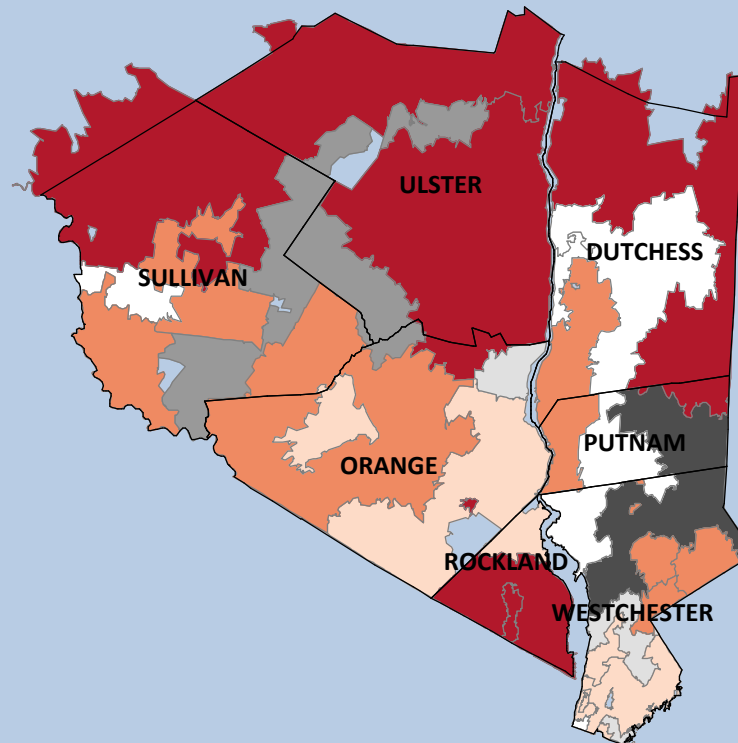 ULSTER
DUTCHESS
SULLIVAN
PUTNAM
ORANGE
ROCKLAND
WESTCHESTER